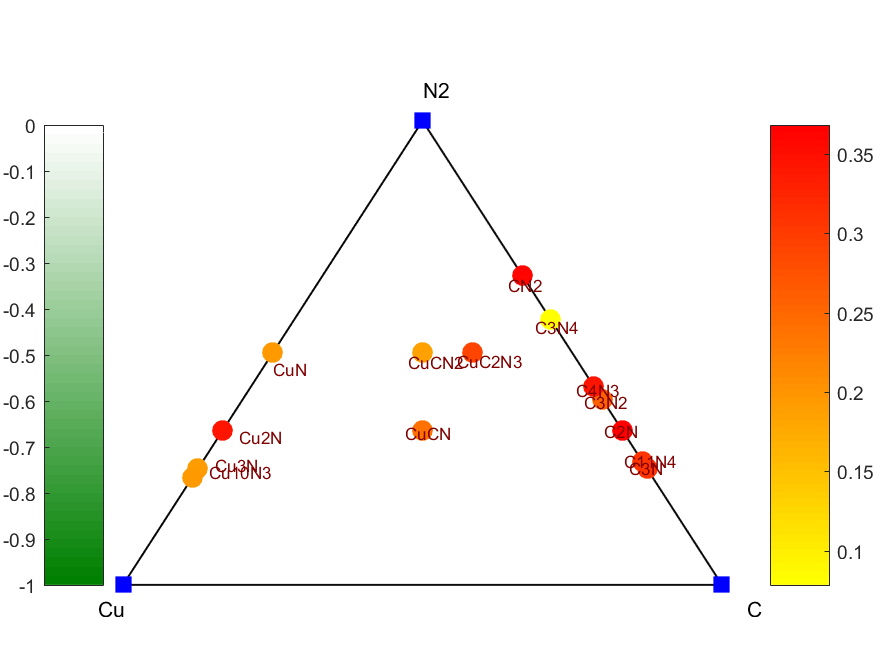 N2
0
-0.1
-0.2
-0.3
-0.4
-0.5
-0.6
-0.7
-0.8
-0.9
-1
0.35
0.3
0.25
0.2
0.15
0.1
CN2
C3N4
CuN
CuCN2
CuC2N3
C4N3
C3N2
Cu2N
CuCN
C2N
C11N4
C3N
Cu3N
Cu10N3
Cu
C